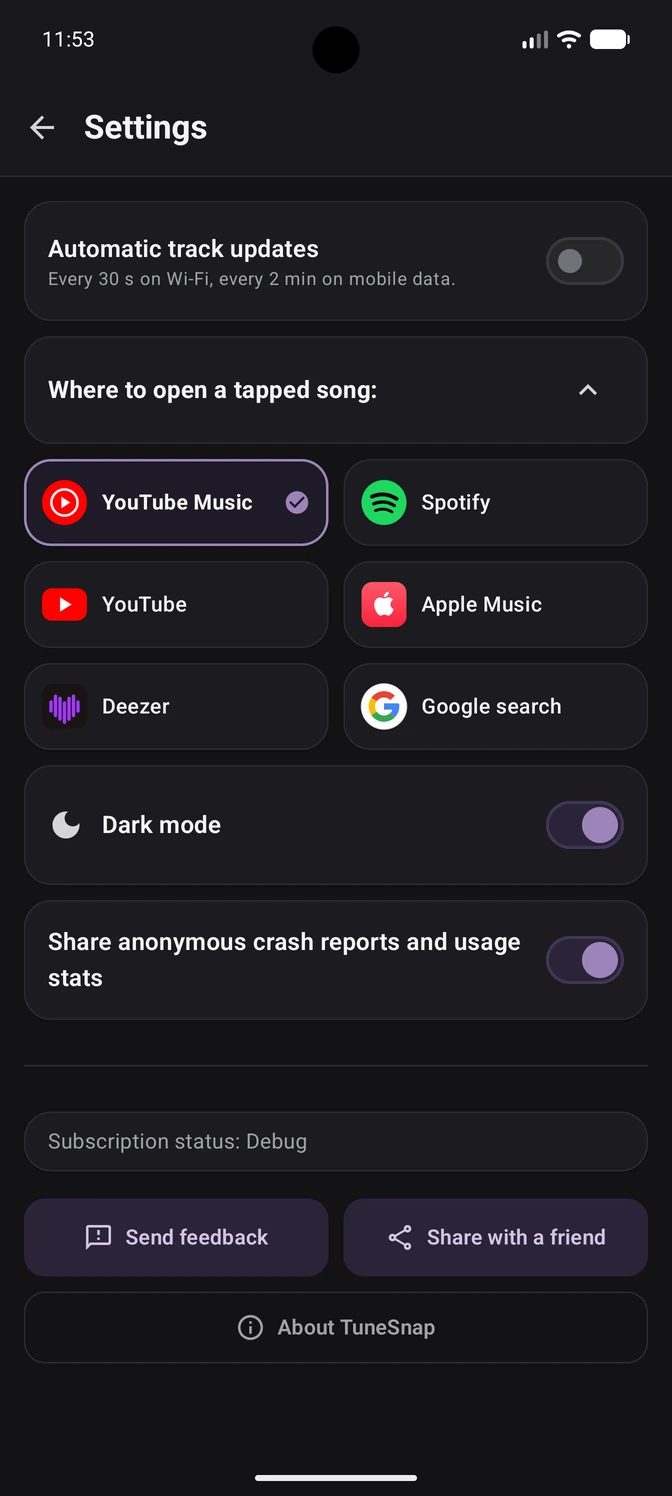 11:53
Settings
Automatic track updates
Every 30 s on Wi-Fi, every 2 min on mobile data.
Where to open a tapped song:
YouTube Music
Spotify
YouTube
Apple Music
Deezer
Google search
Dark mode
Share anonymous crash reports and usage
stats
Subscription status: Debug
Send feedback
Share with a friend
About TuneSnap